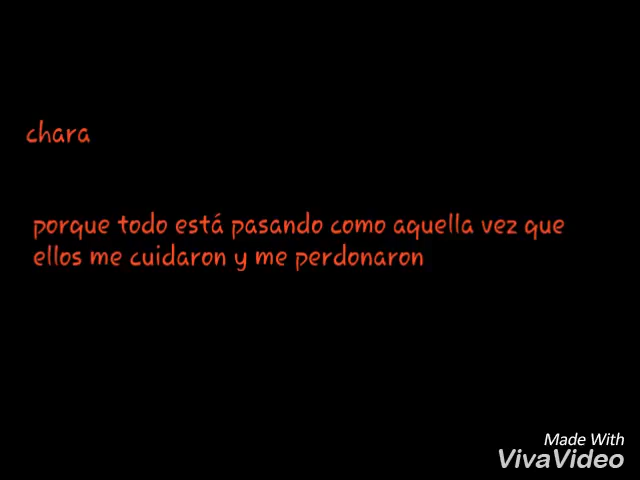 chara
porque todo está pasando como aquella vez que
ellos me cuidaron y me perdonaron
Made With
VivaVideo